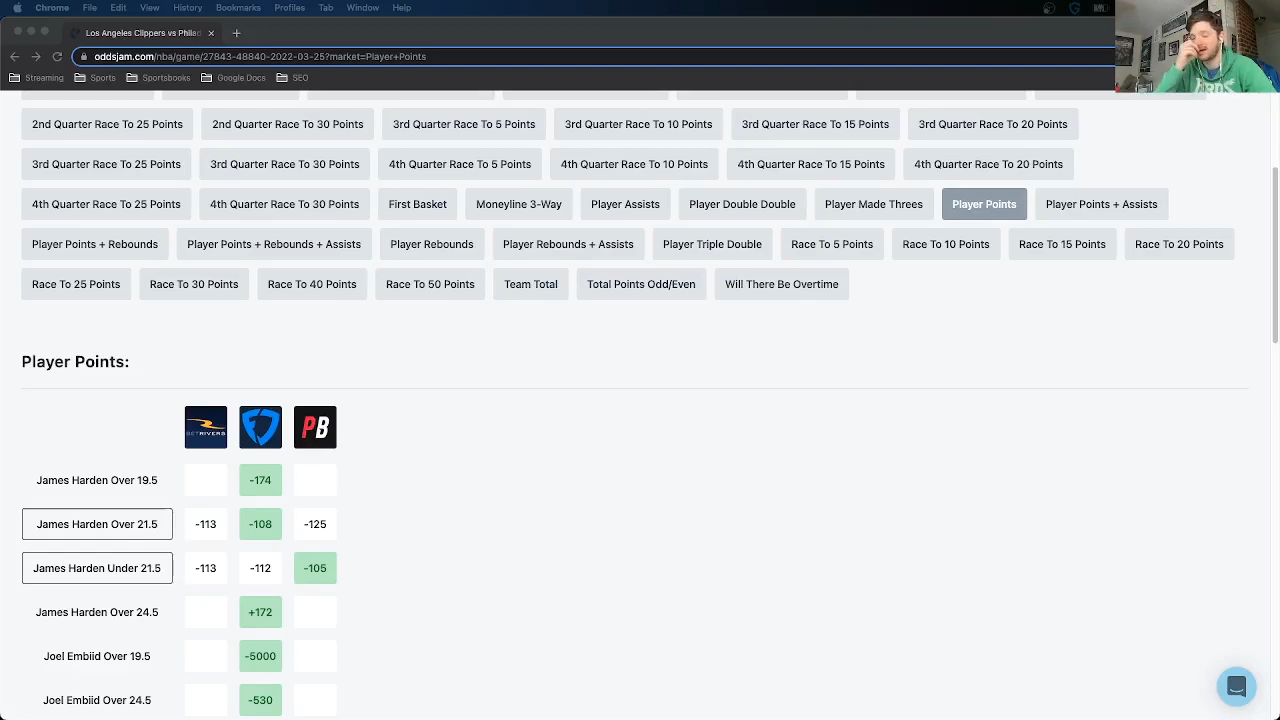 Chrome File Edit View History Bookmarks Profiles Tab Window Help
Los Angeles Clippers vs Philad
oddsjam.com/nba/game/27843-48840-2022-03-25?market=Player+Points
Streaming Sports Sportsbooks Google Docs SEO
2nd Quarter Race To 25 Points 2nd Quarter Race To 30 Points 3rd Quarter Race To 5 Points 3rd Quarter Race To 10 Points 3rd Quarter Race To 15 Points 3rd Quarter Race To 20 Points
3rd Quarter Race To 25 Points 3rd Quarter Race To 30 Points 4th Quarter Race To 5 Points 4th Quarter Race To 10 Points 4th Quarter Race To 15 Points 4th Quarter Race To 20 Points
4th Quarter Race To 25 Points 4th Quarter Race To 30 Points First Basket Moneyline 3-Way Player Assists Player Double Double Player Made Threes Player Points Player Points + Assists
Player Points + Rebounds Player Points + Rebounds + Assists Player Rebounds Player Rebounds + Assists Player Triple Double Race To 5 Points Race To 10 Points Race To 15 Points Race To 20 Points
Race To 25 Points Race To 30 Points Race To 40 Points Race To 50 Points Team Total Total Points Odd/Even Will There Be Overtime
Player Points:
BETRIVERS PB
James Harden Over 19.5 -174
James Harden Over 21.5 -113 -108 -125
James Harden Under 21.5 -113 -112 -105
James Harden Over 24.5 +172
Joel Embiid Over 19.5 -5000
Joel Embiid Over 24.5 -530